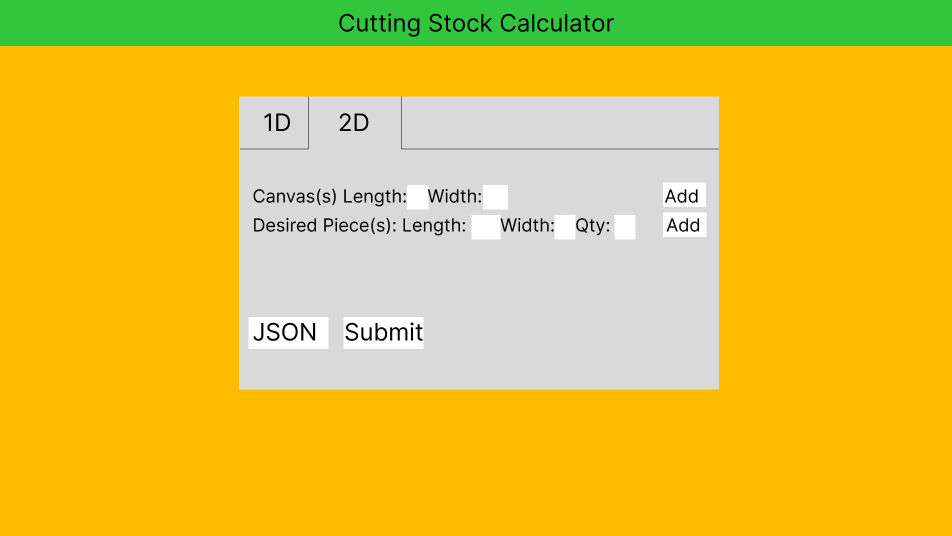 Cutting Stock Calculator
1D 2D
Canvas(s) Length: Width: Add
Desired Piece(s): Length: Width: Qty: Add
JSON Submit